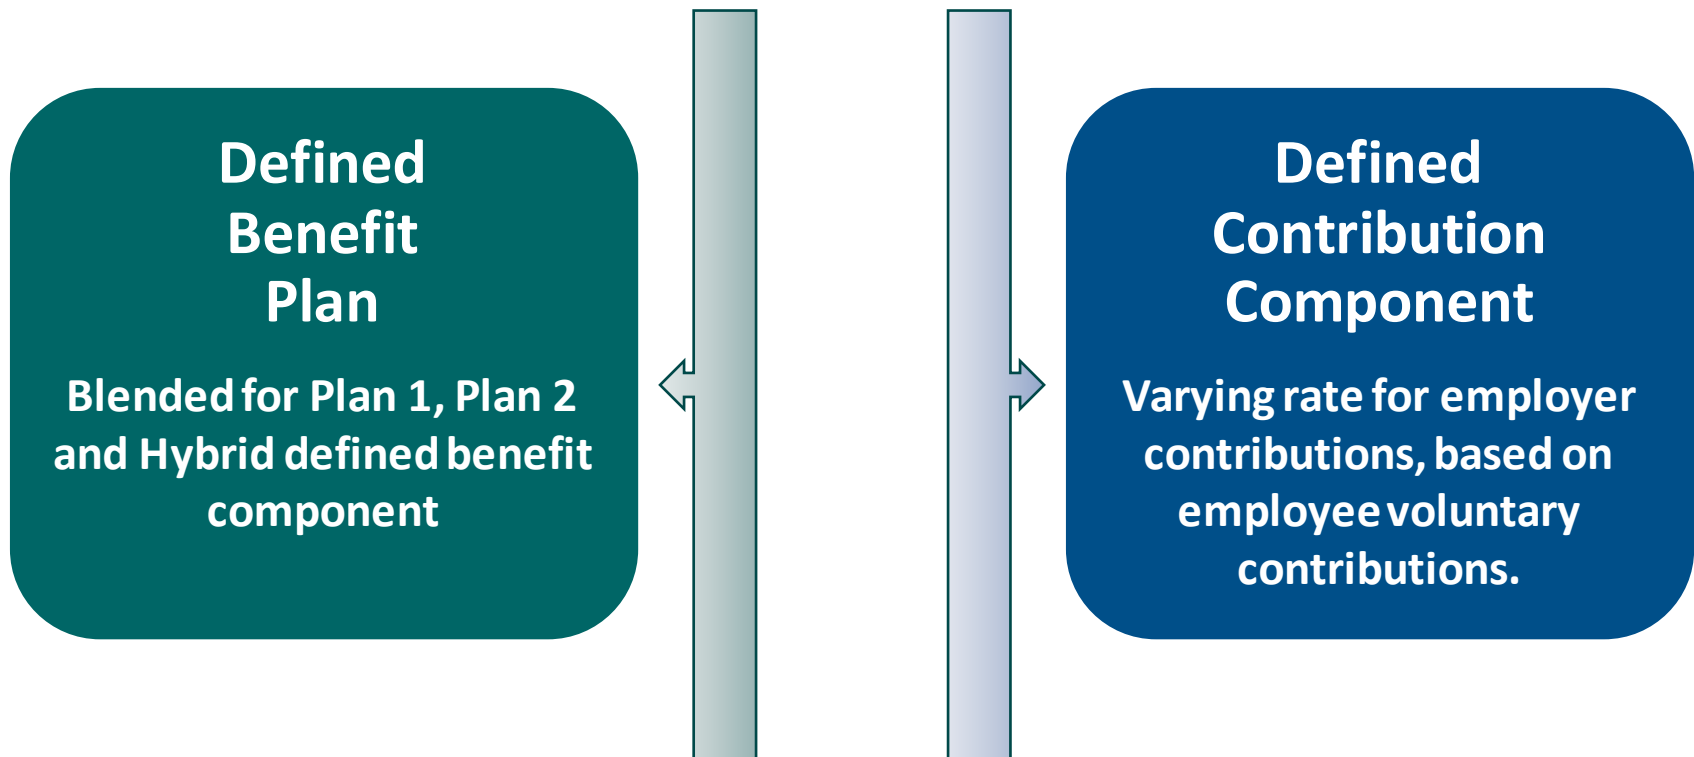 Defined
Benefit
Plan
Blended for Plan 1, Plan 2
and Hybrid defined benefit
component
Defined
Contribution
Component
Varying rate for employer
contributions, based on
employee voluntary
contributions.